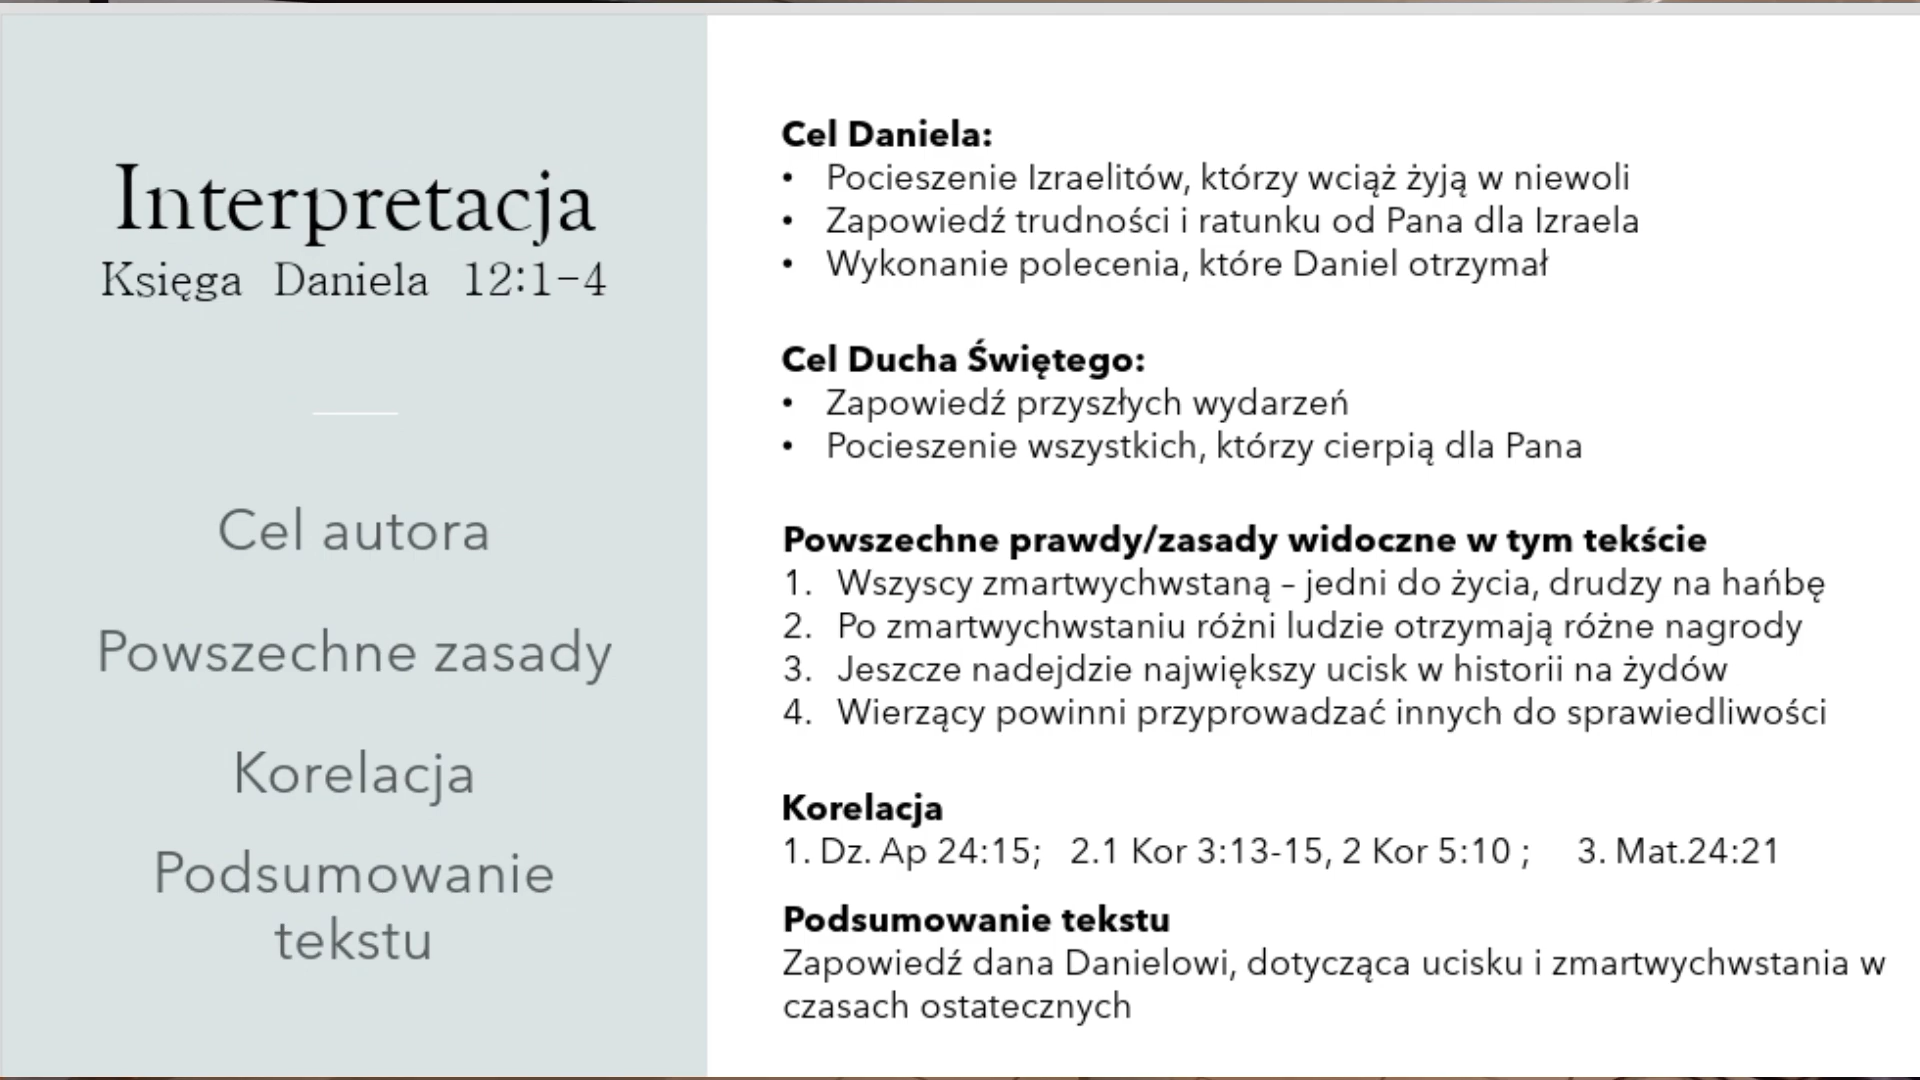 Interpretacja
Księga Daniela 12:1-4
Cel autora
Powszechne zasady
Korelacja
Podsumowanie
tekstu
Cel Daniela:
• Pocieszenie Izraelitów, którzy wciąż żyją w niewoli
• Zapowiedź trudności i ratunku od Pana dla Izraela
• Wykonanie polecenia, które Daniel otrzymał
Cel Ducha Świętego:
• Zapowiedź przyszłych wydarzeń
• Pocieszenie wszystkich, którzy cierpią dla Pana
Powszechne prawdy/zasady widoczne w tym tekście
1. Wszyscy zmartwychwstaną – jedni do życia, drudzy na hańbę
2. Po zmartwychwstaniu różni ludzie otrzymają różne nagrody
3. Jeszcze nadejdzie największy ucisk w historii na żydów
4. Wierzący powinni przyprowadzać innych do sprawiedliwości
Korelacja
1. Dz. Ap 24:15; 2.1 Kor 3:13-15, 2 Kor 5:10 ; 3. Mat.24:21
Podsumowanie tekstu
Zapowiedź dana Danielowi, dotycząca ucisku i zmartwychwstania w
czasach ostatecznych